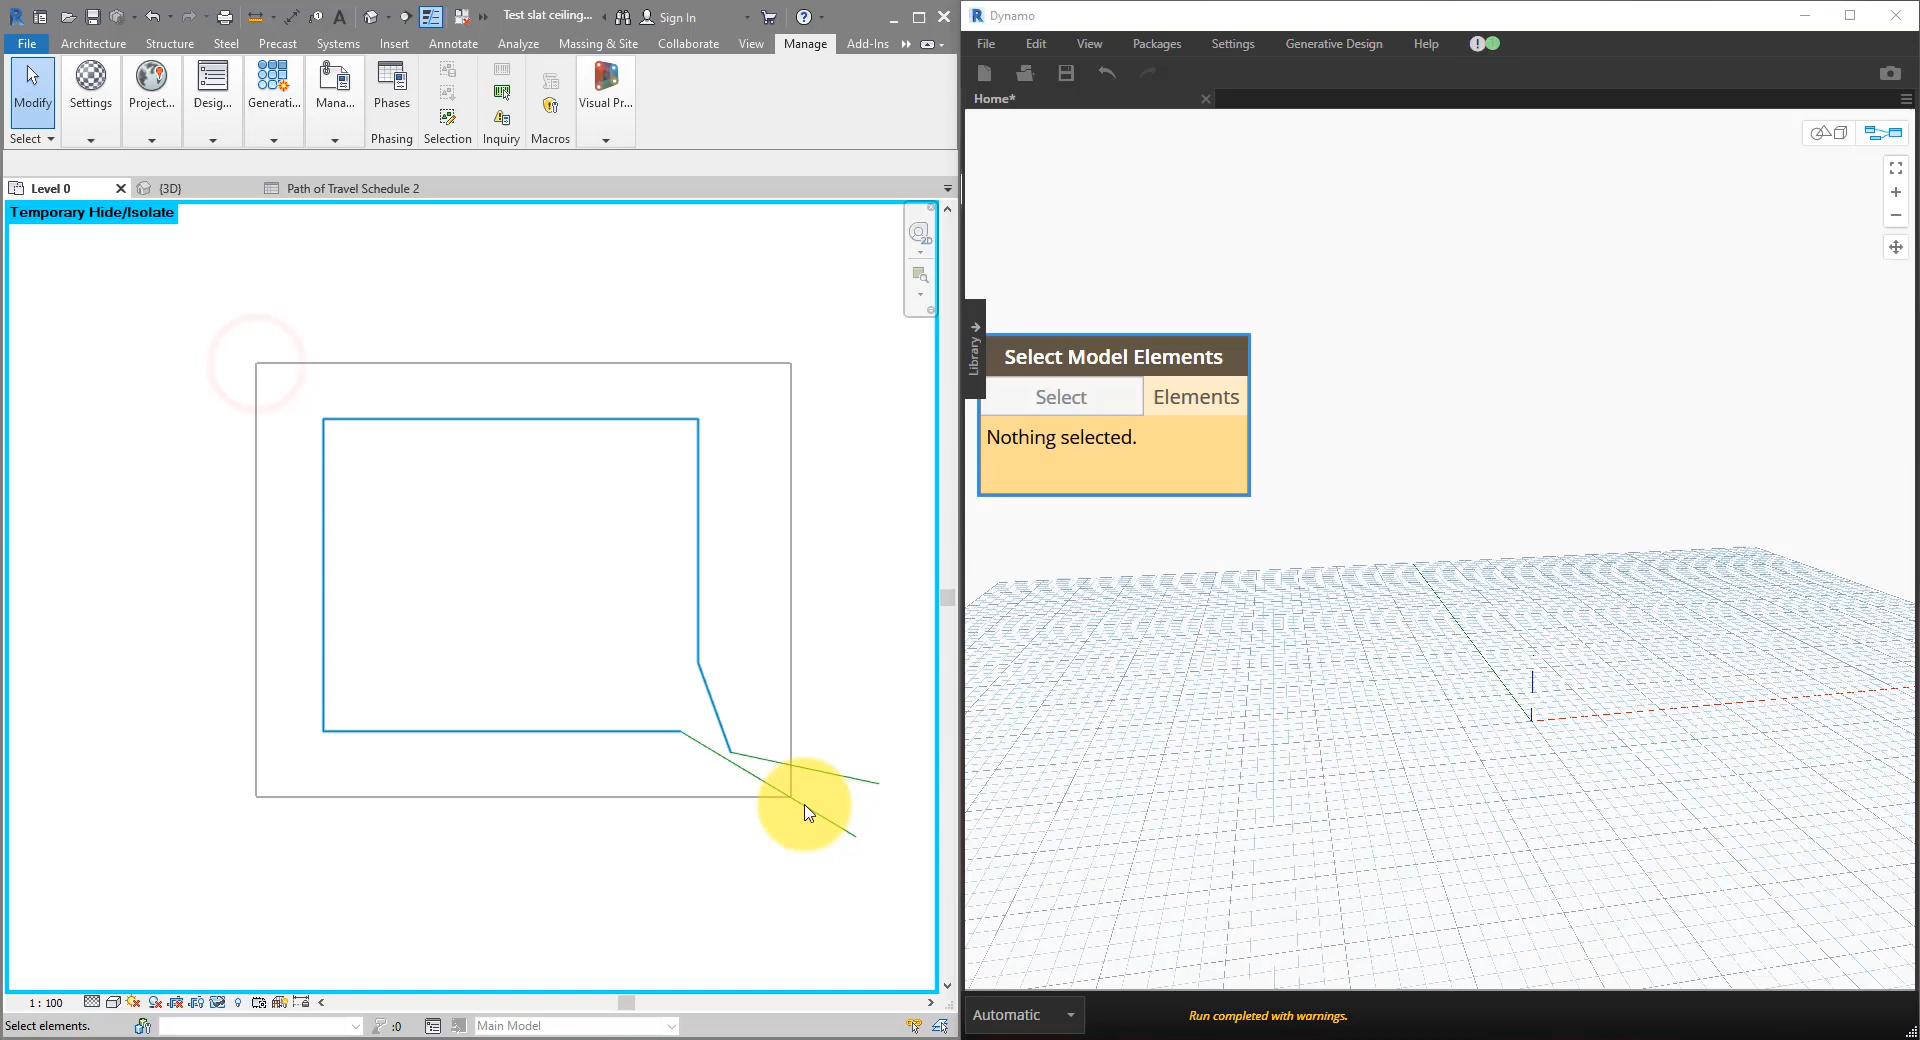 Test slat ceiling...
Sign In
File
Architecture
Structure
Steel
Precast
Systems
Insert
Annotate
Analyze
Massing & Site
Collaborate
View
Manage
Add-Ins
Modify
Settings
Project...
Desig...
Generati...
Mana...
Phases
Visual Pr...
Select
Phasing
Selection
Inquiry
Macros
Level 0
{3D}
Path of Travel Schedule 2
Temporary Hide/Isolate
2D
1 : 100
Select elements.
:0
Main Model
Dynamo
File
Edit
View
Packages
Settings
Generative Design
Help
Home*
Library
Select Model Elements
Select
Elements
Nothing selected.
Automatic
Run completed with warnings.